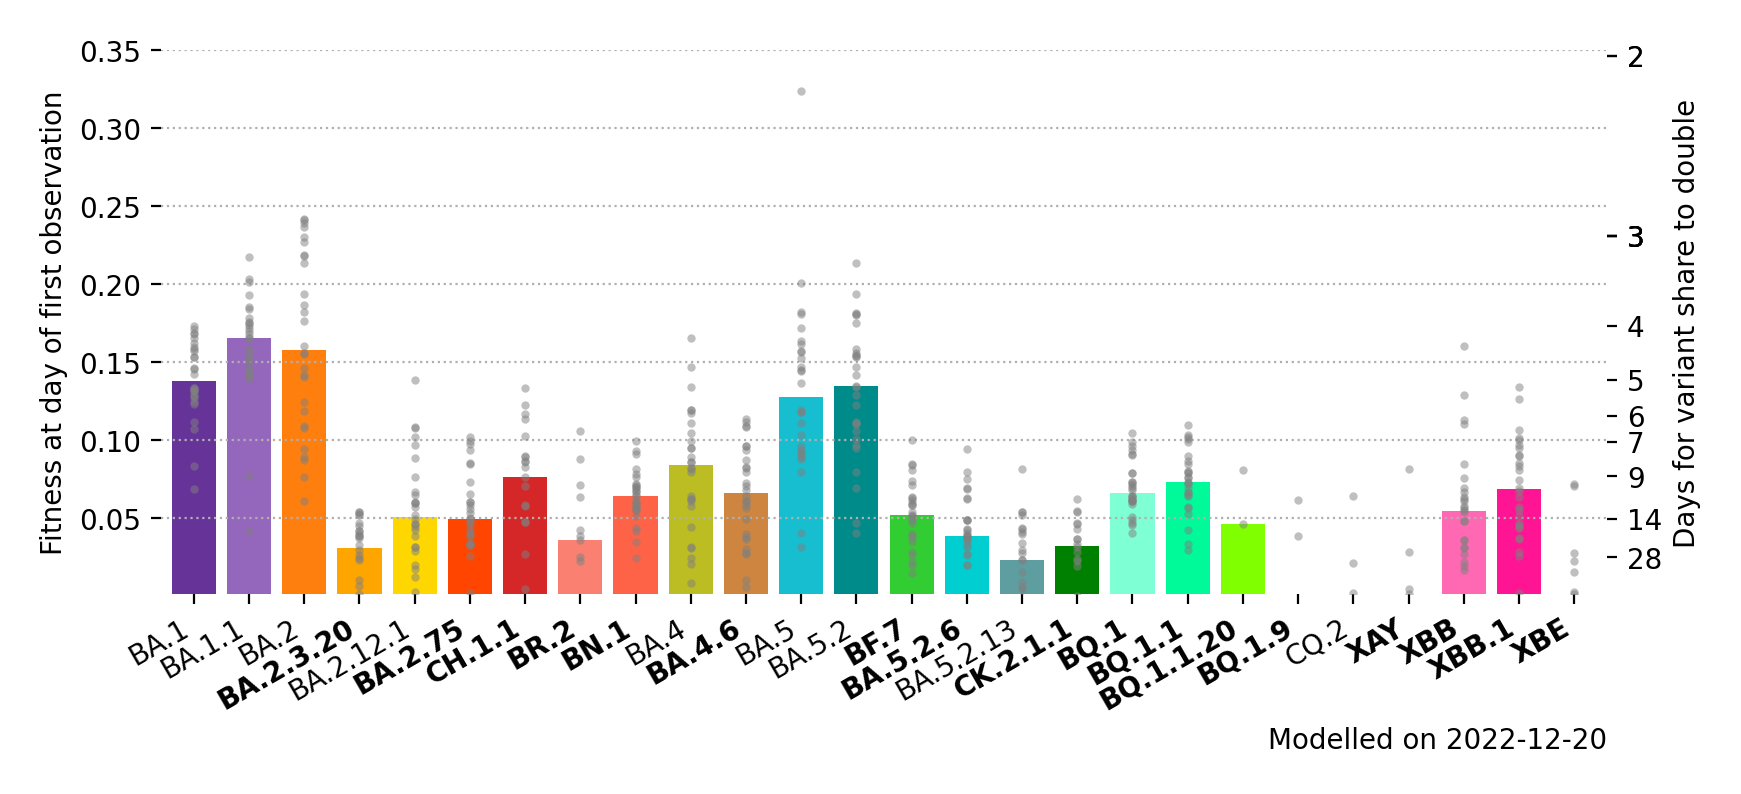 Fitness at day of first observation
0.35
0.30
0.25
0.20
0.15
0.10
0.05
2
3
4
5
6
7
9
14
28
Days for variant share to double
BA.1
BA.1.1
BA.2
BA.2.3.20
BA.2.12.1
BA.2.75
CH.1.1
BR.2
BN.1
BA.4
BA.4.6
BA.5
BA.5.2
BF.7
BA.5.2.6
BA.5.2.13
CK.2.1.1
BQ.1
BQ.1.1
BQ.1.1.20
BQ.1.9
CQ.2
XAY
XBB
XBB.1
XBE
Modelled on 2022-12-20